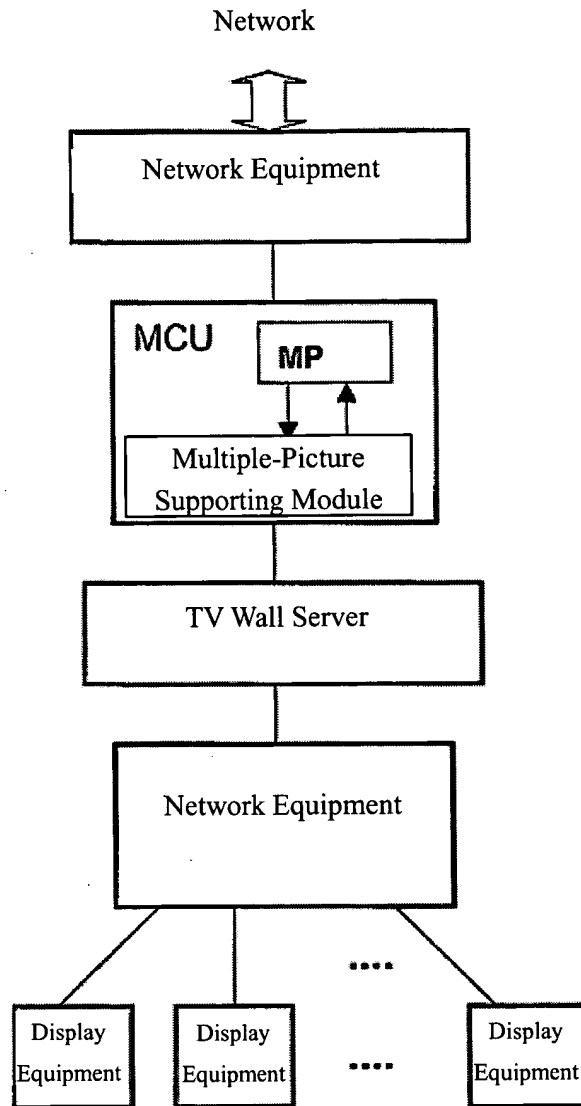 Network
Network Equipment
MCU
MP
Multiple-Picture
Supporting Module
TV Wall Server
Network Equipment
....
Display
Equipment
Display
Equipment
....
Display
Equipment